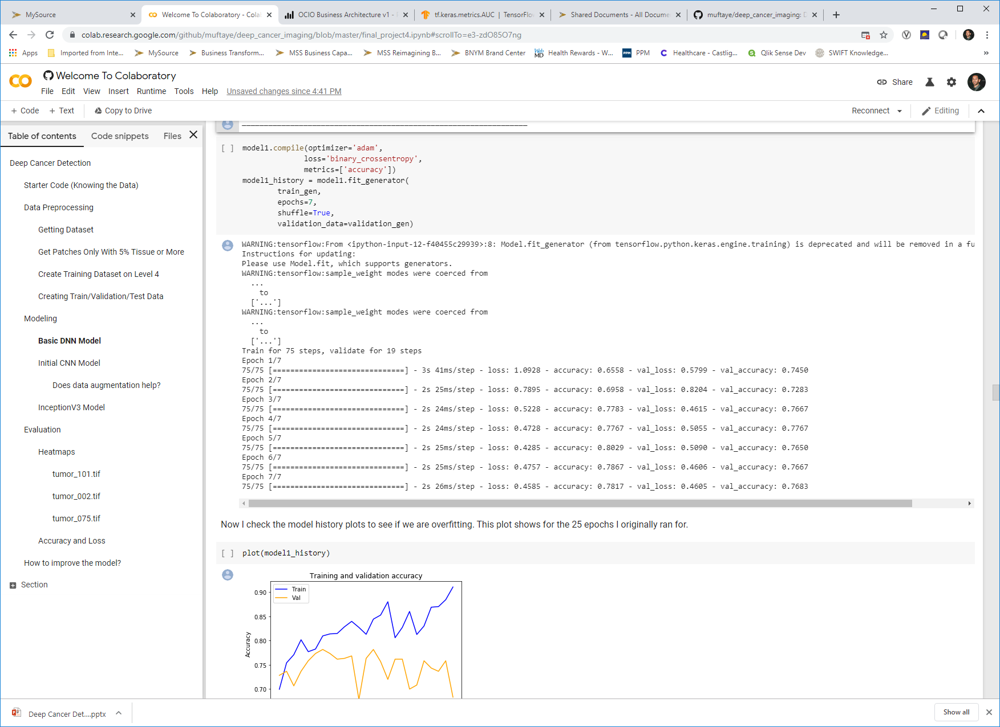 MySource
Welcome To Colaboratory - Cola
OCIO Business Architecture v1 -
tf.keras.metrics.AUC | TensorFlow
Shared Documents - All Docume
muftaye/deep_cancer_imaging: D
colab.research.google.com/github/muftaye/deep_cancer_imaging/blob/master/final_project4.ipynb#scrollTo=e3-zdO85O7ng
Apps
Imported from Inte...
MySource
Business Transform...
MSS Business Capa...
MSS Reimagining B...
BNYM Brand Center
Health Rewards - W...
PPM
PPM
Healthcare - Castlig...
Qlik Sense Dev
SWIFT Knowledge...
Welcome To Colaboratory
File Edit View Insert Runtime Tools Help Unsaved changes since 4:41 PM
Share
+ Code + Text Copy to Drive
Reconnect
Editing
Table of contents Code snippets Files
Deep Cancer Detection
Starter Code (Knowing the Data)
Data Preprocessing
Getting Dataset
Get Patches Only With 5% Tissue or More
Create Training Dataset on Level 4
Creating Train/Validation/Test Data
Modeling
Basic DNN Model
Initial CNN Model
Does data augmentation help?
InceptionV3 Model
Evaluation
Heatmaps
tumor_101.tif
tumor_002.tif
tumor_075.tif
Accuracy and Loss
How to improve the model?
Section
[ ] model1.compile(optimizer='adam',
loss='binary_crossentropy',
metrics=['accuracy'])
model1_history = model1.fit_generator(
train_gen,
epochs=7,
shuffle=True,
validation_data=validation_gen)
WARNING:tensorflow:From <ipython-input-12-f40455c29939>:8: Model.fit_generator (from tensorflow.python.keras.engine.training) is deprecated and will be removed in a fu
Instructions for updating:
Please use Model.fit, which supports generators.
WARNING:tensorflow:sample_weight modes were coerced from
...
to
['...']
WARNING:tensorflow:sample_weight modes were coerced from
...
to
['...']
Train for 75 steps, validate for 19 steps
Epoch 1/7
75/75 [==============================] - 3s 41ms/step - loss: 1.0928 - accuracy: 0.6558 - val_loss: 0.5799 - val_accuracy: 0.7450
Epoch 2/7
75/75 [==============================] - 2s 25ms/step - loss: 0.7895 - accuracy: 0.6958 - val_loss: 0.8204 - val_accuracy: 0.7283
Epoch 3/7
75/75 [==============================] - 2s 24ms/step - loss: 0.5228 - accuracy: 0.7783 - val_loss: 0.4615 - val_accuracy: 0.7667
Epoch 4/7
75/75 [==============================] - 2s 24ms/step - loss: 0.4728 - accuracy: 0.7767 - val_loss: 0.5055 - val_accuracy: 0.7767
Epoch 5/7
75/75 [==============================] - 2s 25ms/step - loss: 0.4285 - accuracy: 0.8029 - val_loss: 0.5090 - val_accuracy: 0.7650
Epoch 6/7
75/75 [==============================] - 2s 25ms/step - loss: 0.4757 - accuracy: 0.7867 - val_loss: 0.4606 - val_accuracy: 0.7667
Epoch 7/7
75/75 [==============================] - 2s 26ms/step - loss: 0.4585 - accuracy: 0.7817 - val_loss: 0.4605 - val_accuracy: 0.7683
Now I check the model history plots to see if we are overfitting. This plot shows for the 25 epochs I originally ran for.
[ ] plot(model1_history)
Training and validation accuracy
Train
Val
0.90
0.85
0.80
0.75
0.70
Accuracy
Deep Cancer Det....pptx
Show all